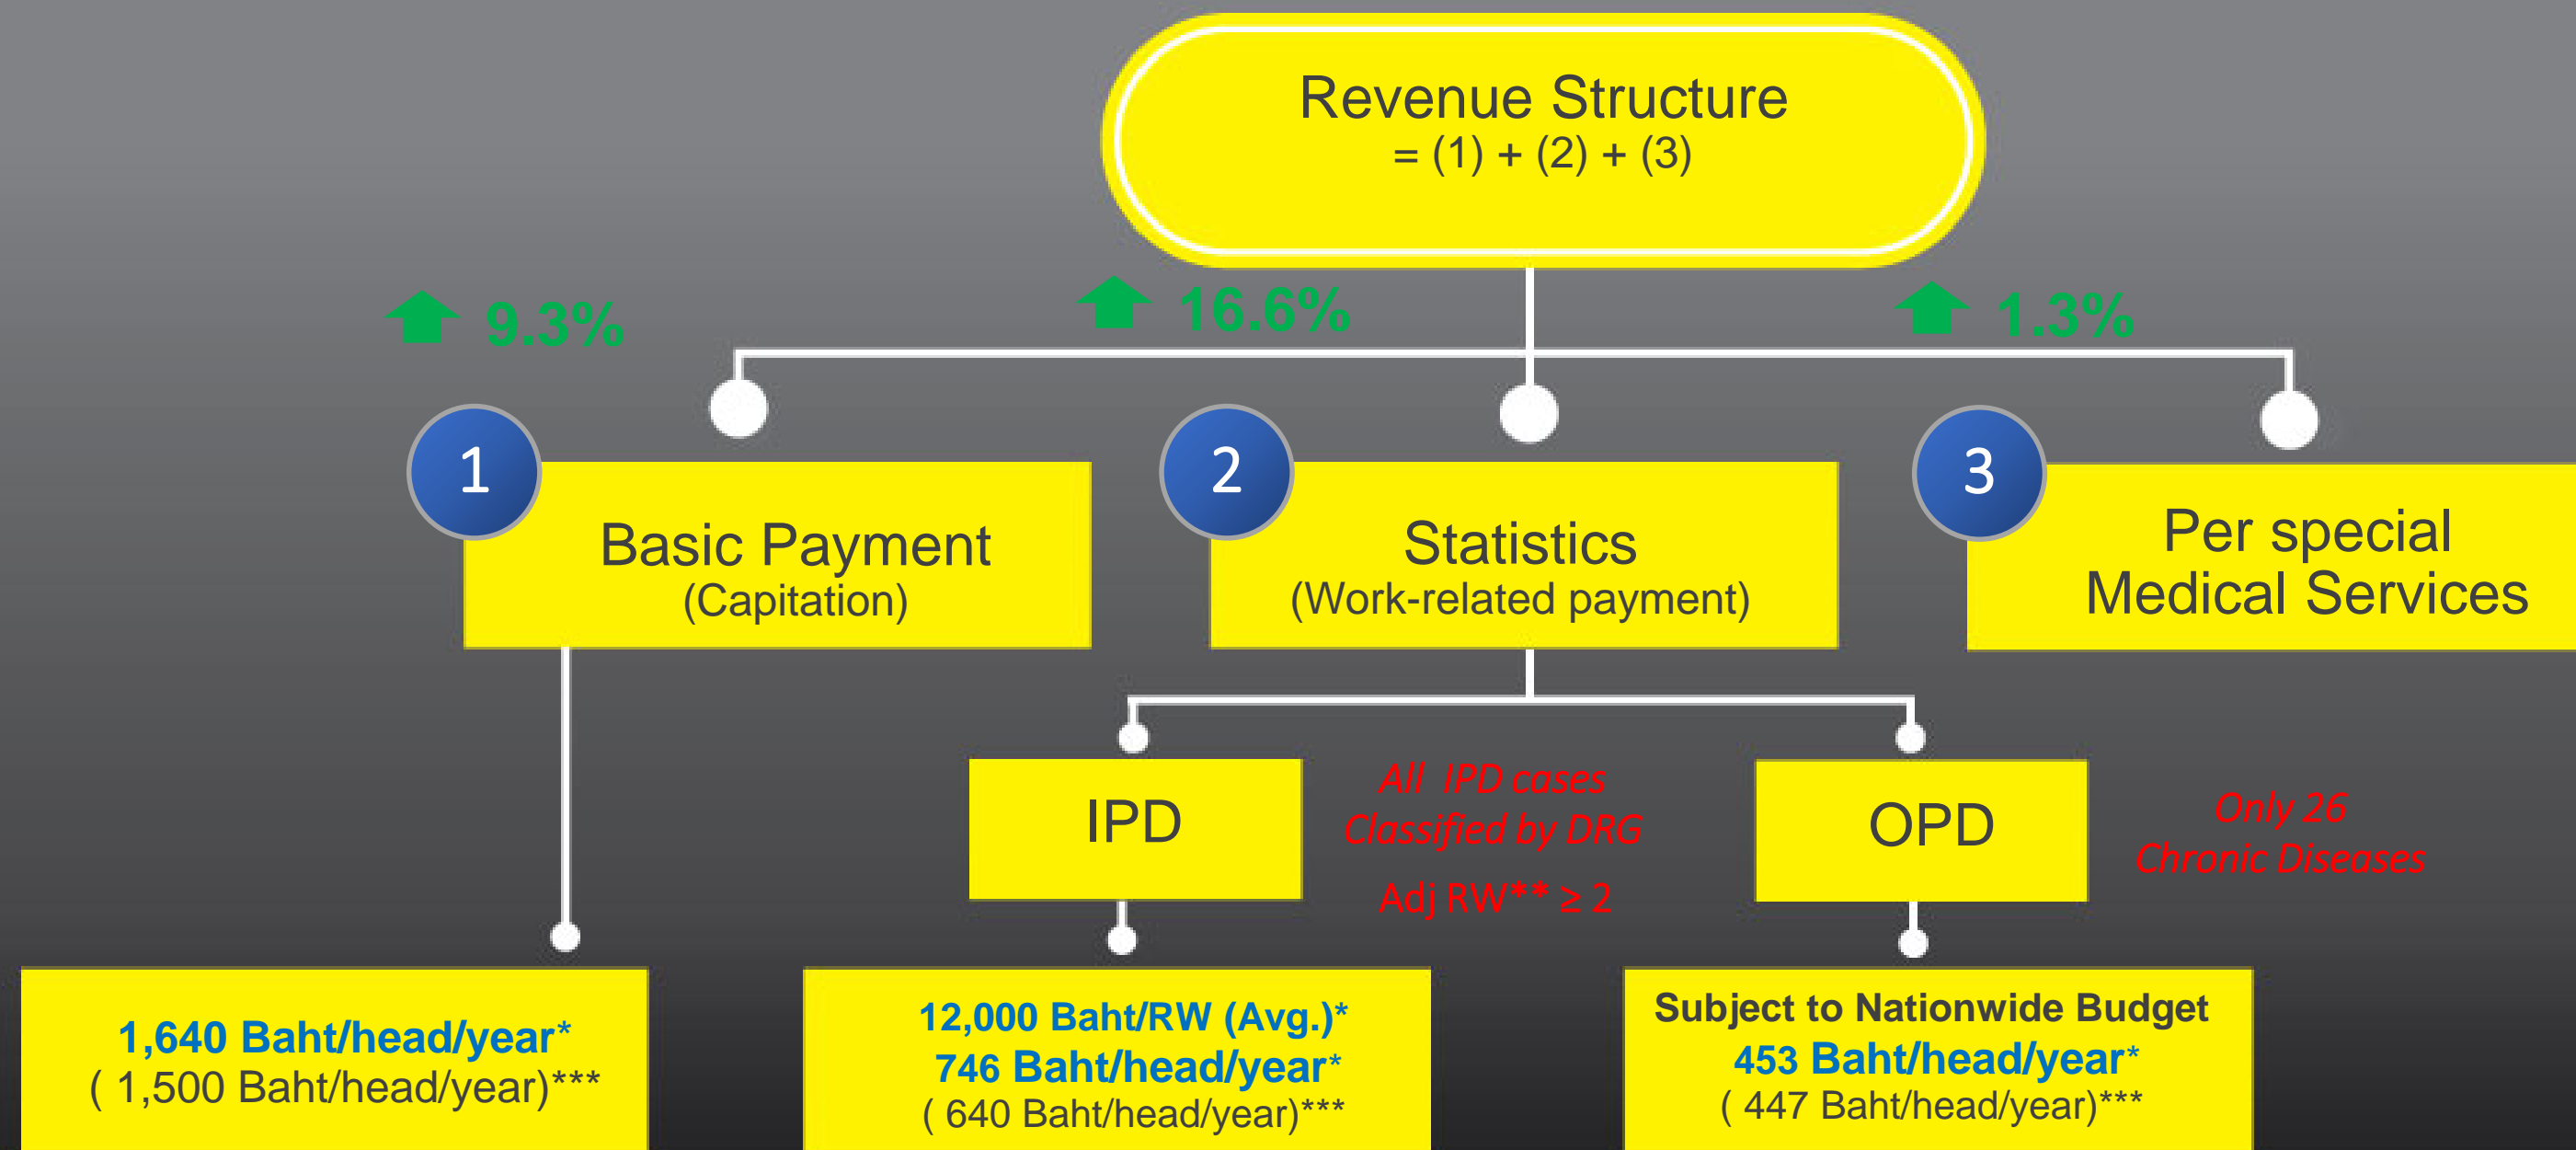 Revenue Structure
= (1) + (2) + (3)
9.3%
16.6%
1.3%
1
Basic Payment
(Capitation)
2
Statistics
(Work-related payment)
3
Per special
Medical Services
IPD
All IPD cases
Classified by DRG
Adj RW** ≥ 2
OPD
Only 26
Chronic Diseases
1,640 Baht/head/year*
( 1,500 Baht/head/year)***
12,000 Baht/RW (Avg.)*
746 Baht/head/year*
( 640 Baht/head/year)***
Subject to Nationwide Budget
453 Baht/head/year*
( 447 Baht/head/year)***